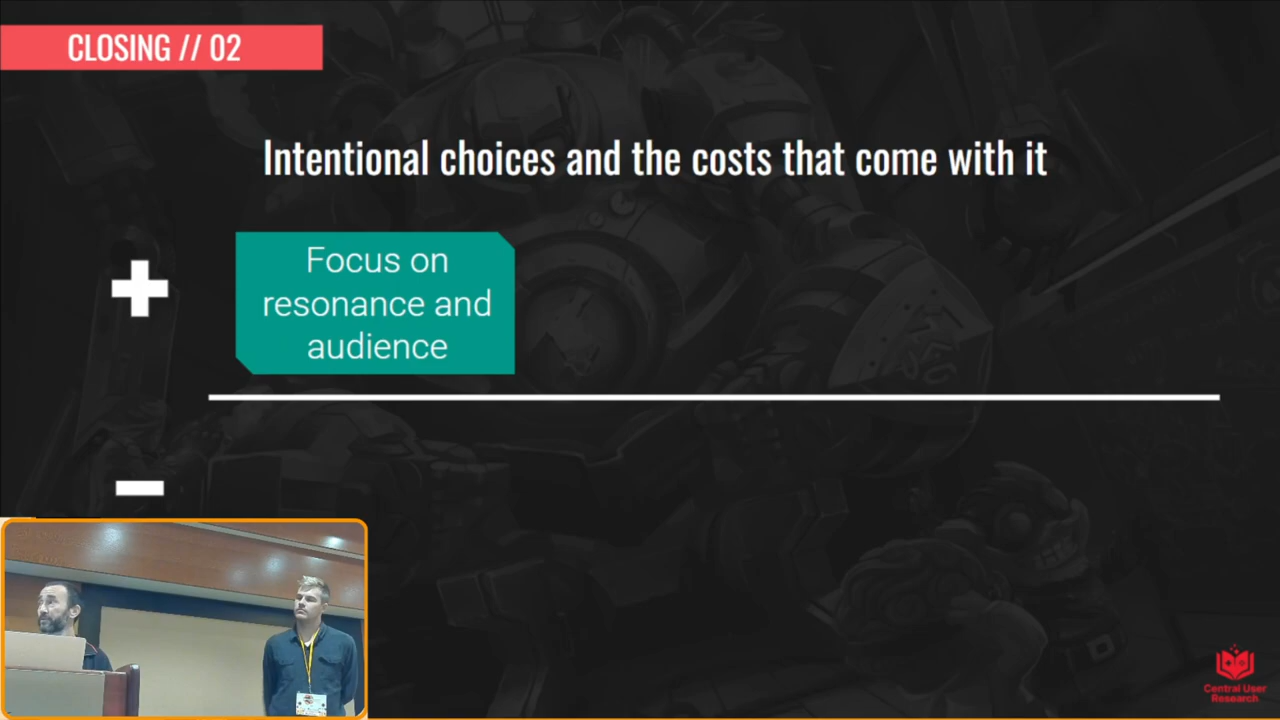 CLOSING // 02
Intentional choices and the costs that come with it
Focus on
resonance and
audience
Central User
Research